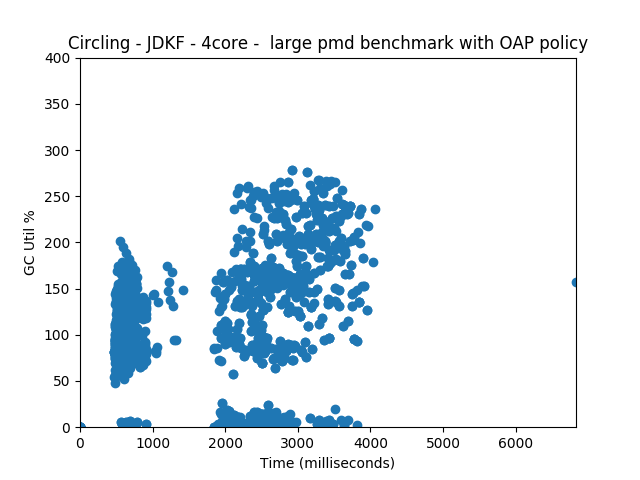 Circling - JDKF - 4core -  large pmd benchmark with OAP policy
400
350
300
250
200
150
100
50
0
GC Util %
0 1000 2000 3000 4000 5000 6000
Time (milliseconds)